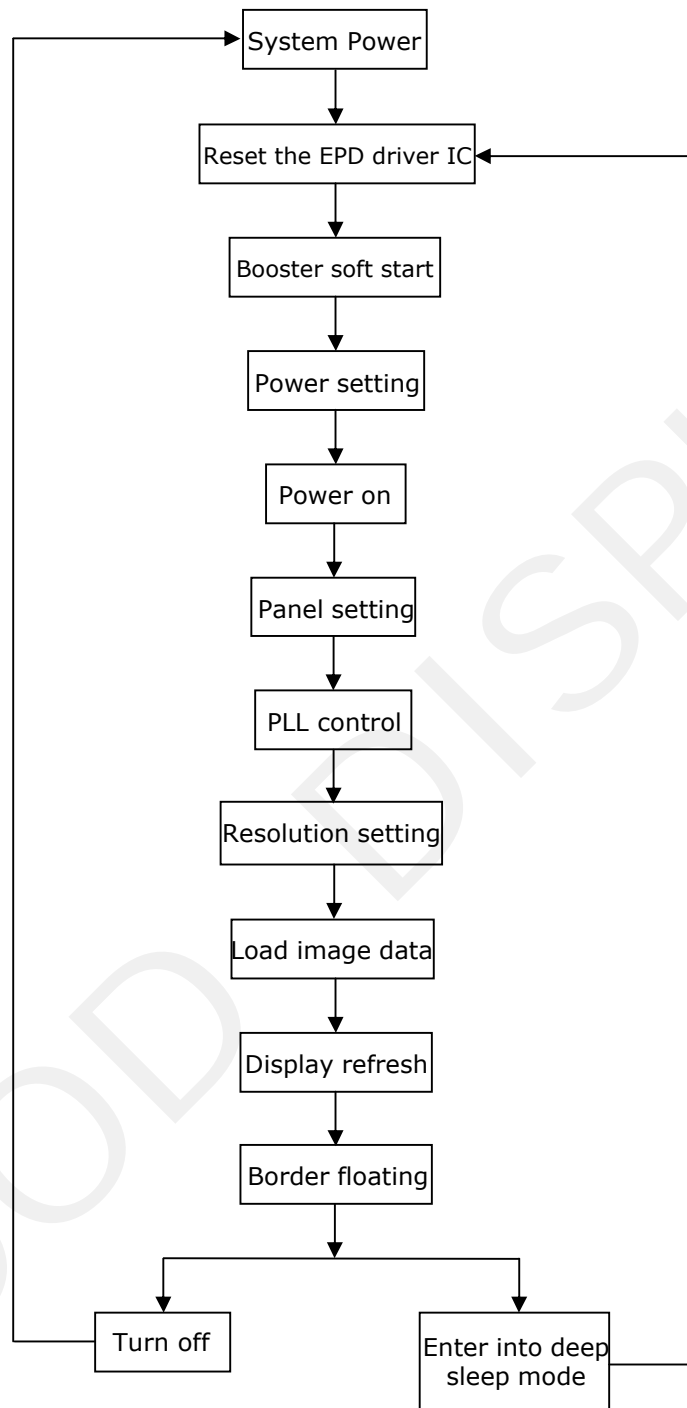 System Power
Reset the EPD driver IC
Booster soft start
Power setting
Power on
Panel setting
PLL control
Resolution setting
Load image data
Display refresh
Border floating
Turn off
Enter into deep
sleep mode